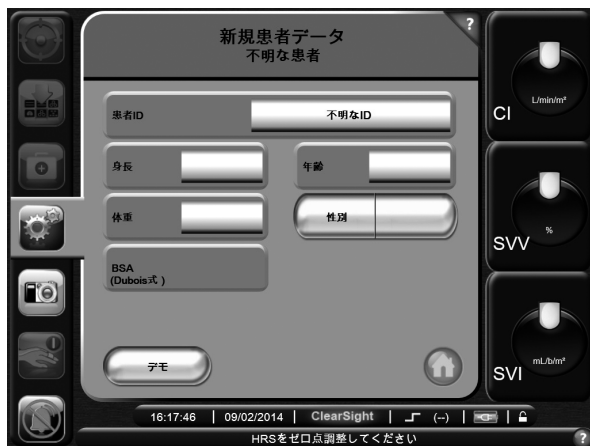 新規患者データ
不明な患者
?
患者ID
不明なID
身長
年齢
体重
性別
BSA
(Dubois式 )
デモ
CI
L/min/m²
SVV
%
SVI
mL/b/m²
16:17:46
09/02/2014
ClearSight
(--)
HRSをゼロ点調整してください
?